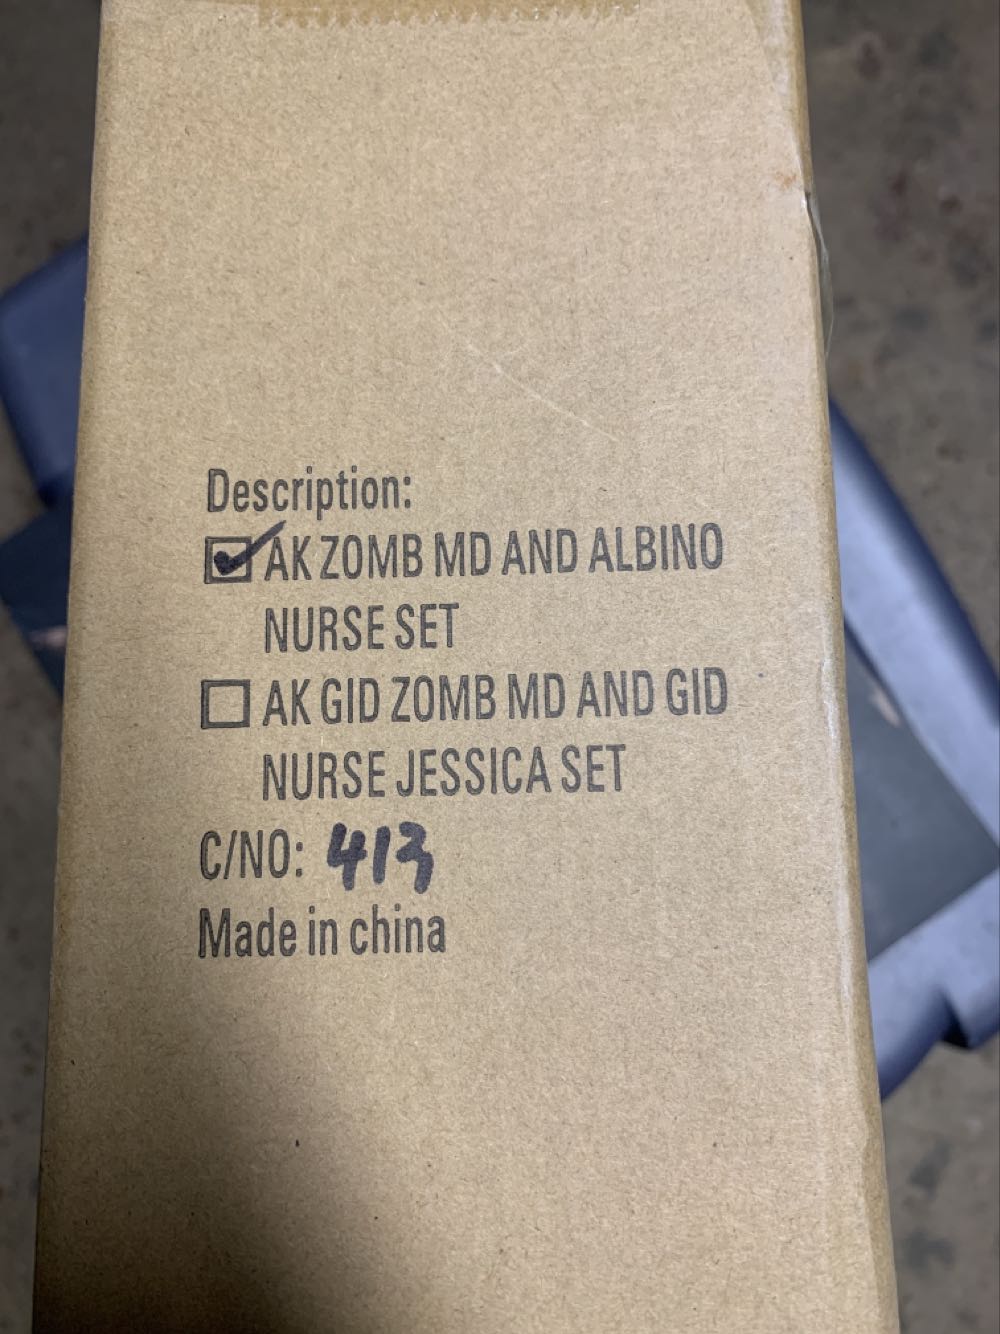 Description:
☑ AK ZOMB MD AND ALBINO
NURSE SET
☐ AK GID ZOMB MD AND GID
NURSE JESSICA SET
C/NO: 413
Made in china